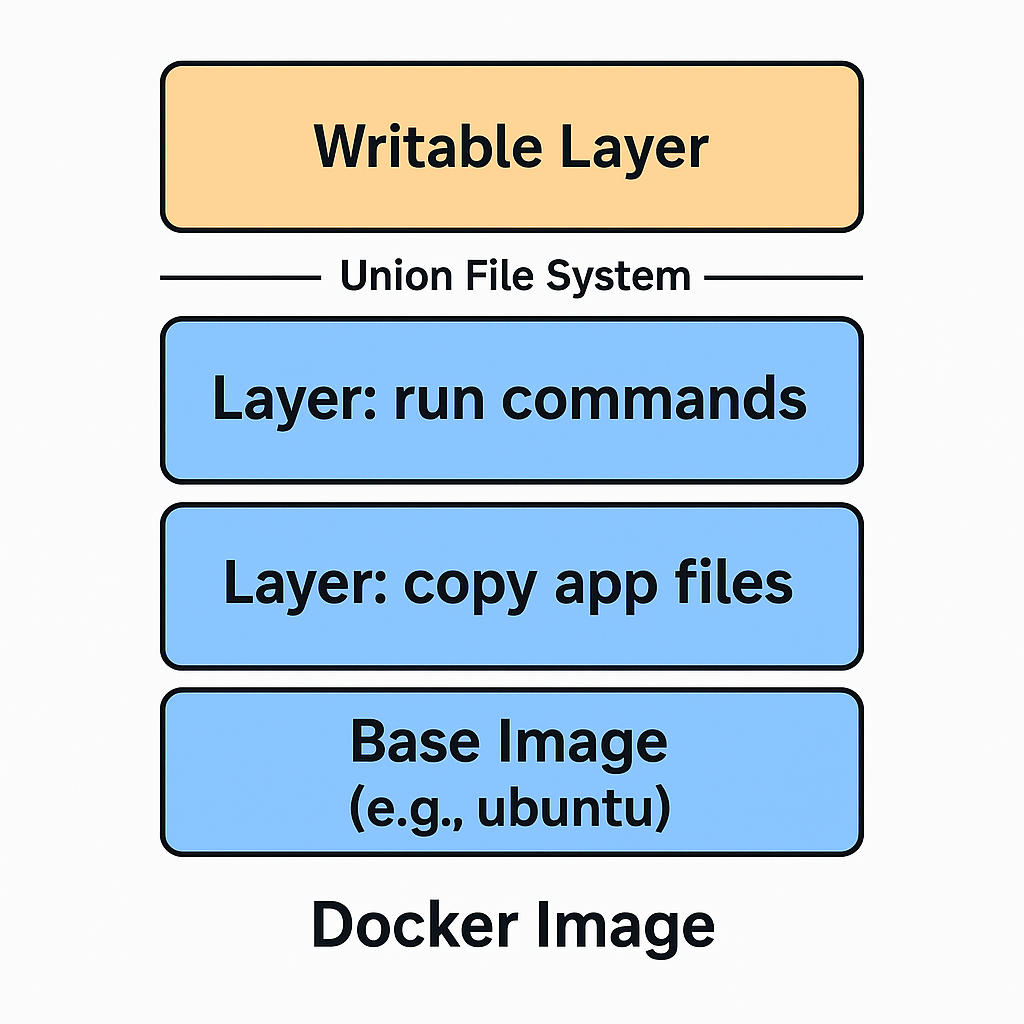 Writable Layer
Union File System
Layer: run commands
Layer: copy app files
Base Image
(e.g., ubuntu)
Docker Image